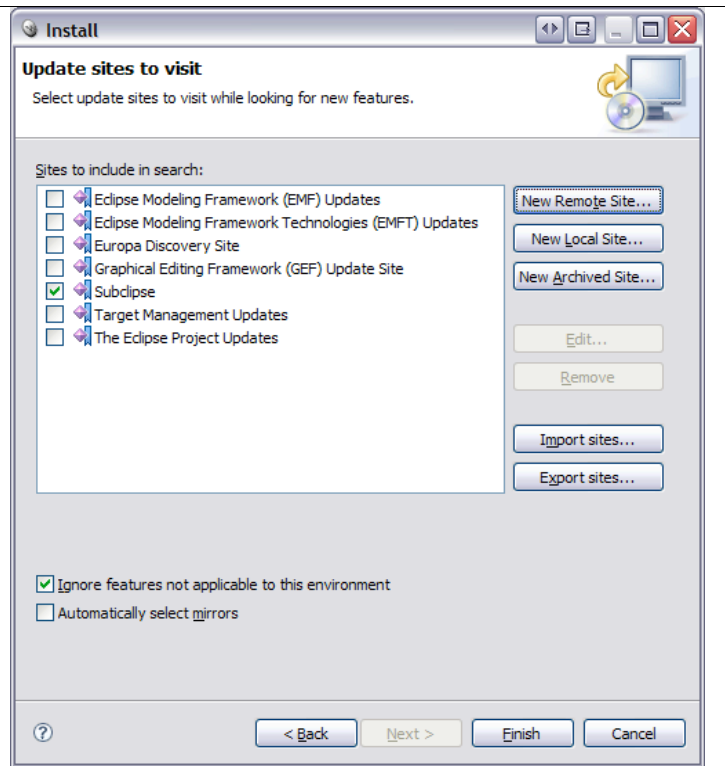 Install
Update sites to visit
Select update sites to visit while looking for new features.
Sites to include in search:
Eclipse Modeling Framework (EMF) Updates
Eclipse Modeling Framework Technologies (EMFT) Updates
Europa Discovery Site
Graphical Editing Framework (GEF) Update Site
Subclipse
Target Management Updates
The Eclipse Project Updates
New Remote Site...
New Local Site...
New Archived Site...
Edit...
Remove
Import sites...
Export sites...
Ignore features not applicable to this environment
Automatically select mirrors
?
< Back
Next >
Finish
Cancel